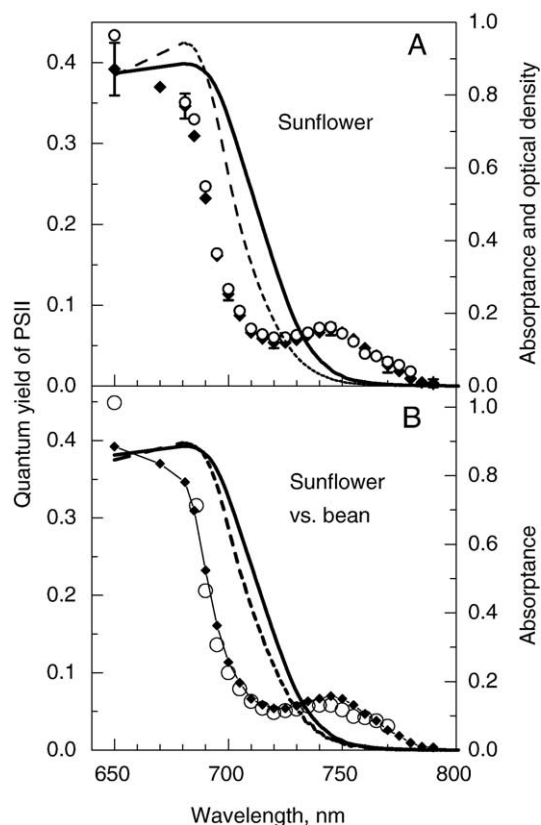 A
Sunflower
0.4
0.3
0.2
0.1
0.0
1.0
0.8
0.6
0.4
0.2
0.0
Quantum yield of PSII
Absorptance and optical density
B
Sunflower
vs. bean
0.4
0.3
0.2
0.1
0.0
1.0
0.8
0.6
0.4
0.2
0.0
Absorptance
650 700 750 800
Wavelength, nm